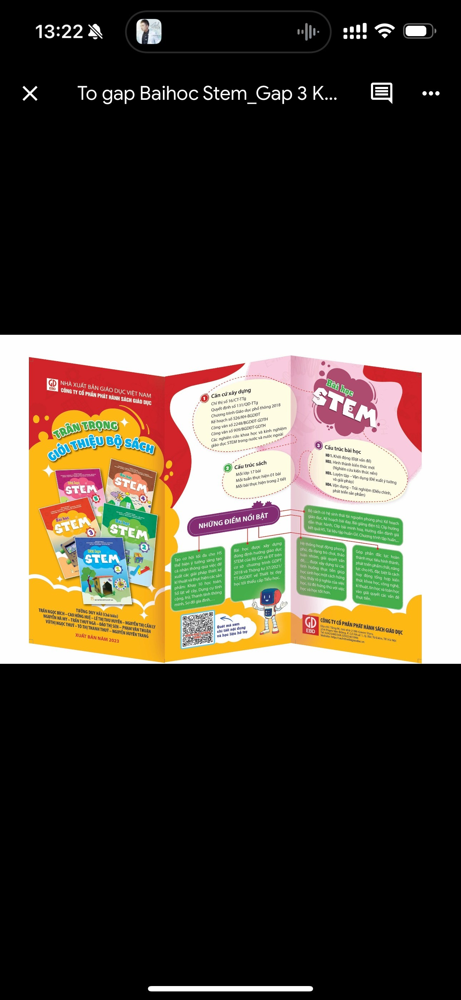 13:22
To gap Baihoc Stem_Gap 3 K...
GD
EBD
NHÀ XUẤT BẢN GIÁO DỤC VIỆT NAM
CÔNG TY CỔ PHẦN PHÁT HÀNH SÁCH GIÁO DỤC
TRÂN TRỌNG
GIỚI THIỆU BỘ SÁCH
Bài học
STEM
5
Bài học
STEM
4
Bài học
STEM
3
Bài học
STEM
2
Bài học
STEM
1
TƯỞNG DUY HẢI (Chủ biên)
TRẦN NGỌC BÍCH – CAO HỒNG HUỆ – LÊ THỊ THU HUYỀN – NGUYỄN THỊ CẨM LY
NGUYỄN HÀ MY – TRẦN THUÝ NGÀ – ĐÀO THỊ SEN – PHẠM VĂN THUẬN
VŨ THỊ NGỌC THUÝ – TÔ THỊ THANH THUỶ – NGUYỄN HUYỀN TRANG
XUẤT BẢN NĂM 2023
1 Căn cứ xây dựng
Chỉ thị số 16/CT-TTg
Quyết định số 131/QĐ-TTg
Chương trình Giáo dục phổ thông 2018
Kế hoạch số 526/KH-BGDĐT
Công văn số 2248/BGDĐT-GDTH
Công văn số 909/BGDĐT-GDTH
Các nghiên cứu khoa học và kinh nghiệm
giáo dục STEM trong nước và nước ngoài
2 Cấu trúc sách
Mỗi lớp 17 bài
Mỗi tuần thực hiện 01 bài
Mỗi bài thực hiện trong 2 tiết
Bài học
STEM
3 Cấu trúc bài học
HĐ1. Khởi động (Đặt vấn đề)
HĐ2. Hình thành kiến thức mới
(Nghiên cứu kiến thức nền)
HĐ3. Luyện tập – Vận dụng (Đề xuất ý tưởng
và giải pháp)
HĐ4. Vận dụng – Trải nghiệm (Điều chỉnh,
phát triển sản phẩm)
NHỮNG ĐIỂM NỔI BẬT
Tạo cơ hội tối đa cho HS
thể hiện ý tưởng sáng tạo
cá nhân thông qua việc đề
xuất các giải pháp thiết kế
kĩ thuật và thực hiện các sản
phẩm: Khay 10 học toán,
Sổ lật về cây, Dụng cụ tính
cộng, trừ, Thanh tính thông
minh, Sơ đồ gia đình,…
Bài học được xây dựng
đúng định hướng giáo dục
STEM của Bộ GD và ĐT trên
cơ sở chương trình GDPT
2018 và Thông tư 37/2021/
TT-BGDĐT về Thiết bị dạy
học tối thiểu cấp Tiểu học.
Bộ sách có hệ sinh thái tài nguyên phong phú: Kế hoạch
giáo dục, Kế hoạch bài dạy, Bài giảng điện tử, Clip hướng
dẫn thực hành, Clip bài minh hoạ, Hướng dẫn đánh giá
kết quả HS, Tài liệu tập huấn GV, Chương trình tập huấn,…
Hệ thống hoạt động phong
phú, đa dạng trò chơi, thảo
luận nhóm, giải quyết vấn
đề,… được xây dựng từ các
tình huống thực tiễn giúp
học sinh học một cách hứng
thú, thấy rõ ý nghĩa của việc
học, từ đó hứng thú với việc
học và học tốt hơn.
Góp phần đắc lực hoàn
thành mục tiêu hình thành,
phát triển phẩm chất, năng
lực cho HS, đặc biệt là cách
huy động tổng hợp kiến
thức khoa học, công nghệ,
kĩ thuật, tin học và toán học
vào giải quyết các vấn đề
thực tiễn.
Quét mã xem
chi tiết nội dung
và học liệu hỗ trợ
GD
EBD
CÔNG TY CỔ PHẦN PHÁT HÀNH SÁCH GIÁO DỤC
Địa chỉ: Tầng M, toà nhà 21B6-Green Stars,
234 Phạm Văn Đồng, P. Cổ Nhuế 1, Q. Bắc Từ Liêm, TP. Hà Nội
Website: http://sachthietbigiaoduc.vn